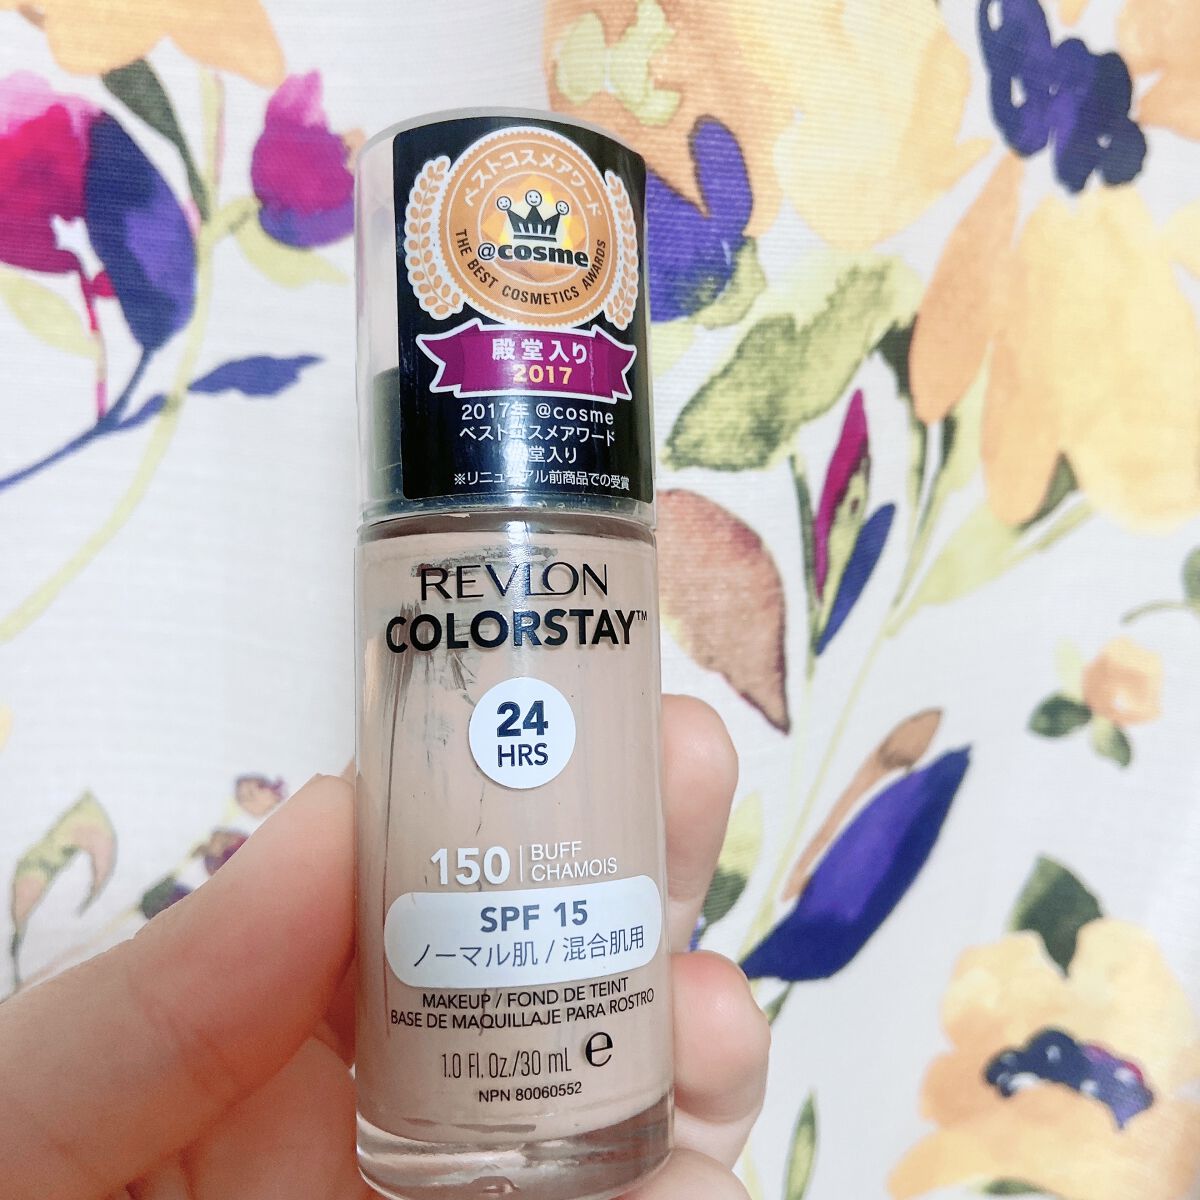 ベストコスメアワード
@cosme
THE BEST COSMETICS AWARDS
殿堂入り
2017
2017年 @cosme
ベストコスメアワード
堂入り
※リニューアル前商品での受賞
REVLON
COLORSTAY™
24
HRS
150 | BUFF
CHAMOIS
SPF 15
ノーマル肌 / 混合肌用
MAKEUP / FOND DE TEINT
BASE DE MAQUILLAJE PARA ROSTRO
1.0 Fl. Oz./30 mL ℮
NPN 80060552